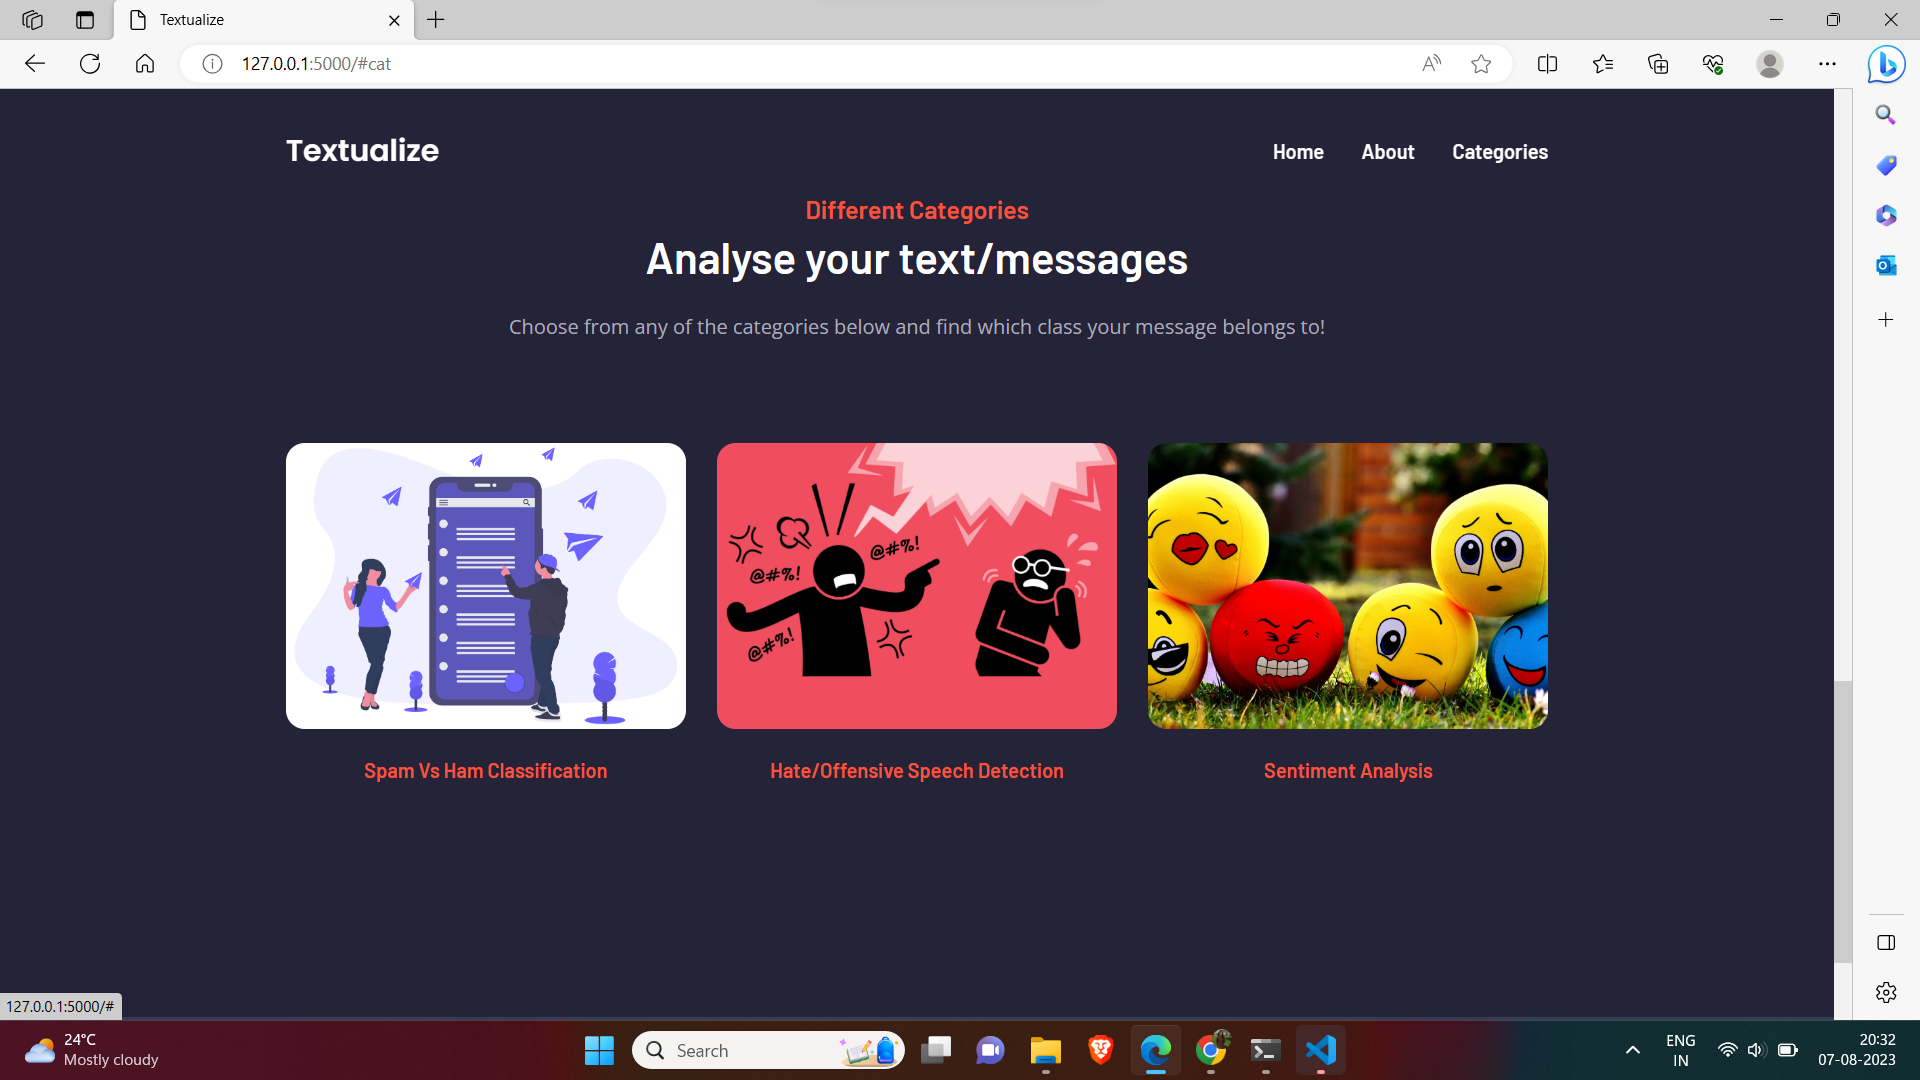 Textualize
127.0.0.1:5000/#cat
Textualize
Home About Categories
Different Categories
Analyse your text/messages
Choose from any of the categories below and find which class your message belongs to!
@#%!
@#%!
@#%!
Spam Vs Ham Classification
Hate/Offensive Speech Detection
Sentiment Analysis
127.0.0.1:5000/#
24°C
Mostly cloudy
Search
ENG
IN
20:32
07-08-2023